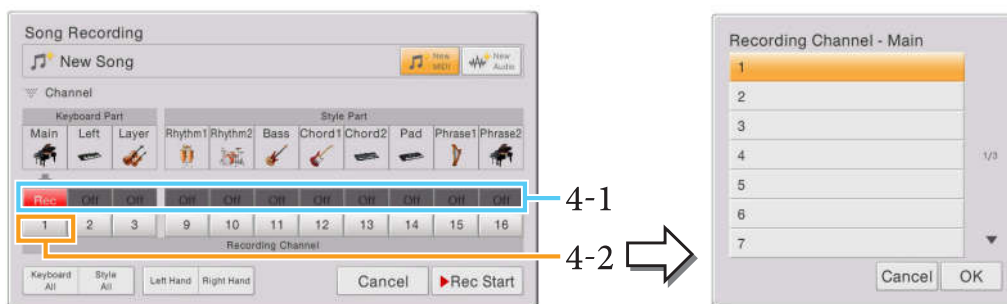 Song Recording
New Song
New MIDI
New Audio
Channel
Keyboard Part
Style Part
Main Left Layer Rhythm1 Rhythm2 Bass Chord1 Chord2 Pad Phrase1 Phrase2
Rec Off Off Off Off Off Off Off Off Off Off
4-1
1 2 3 9 10 11 12 13 14 15 16
Recording Channel
4-2
Keyboard All
Style All
Left Hand
Right Hand
Cancel
Rec Start
Recording Channel - Main
1
2
3
4
1/3
5
6
7
Cancel
OK